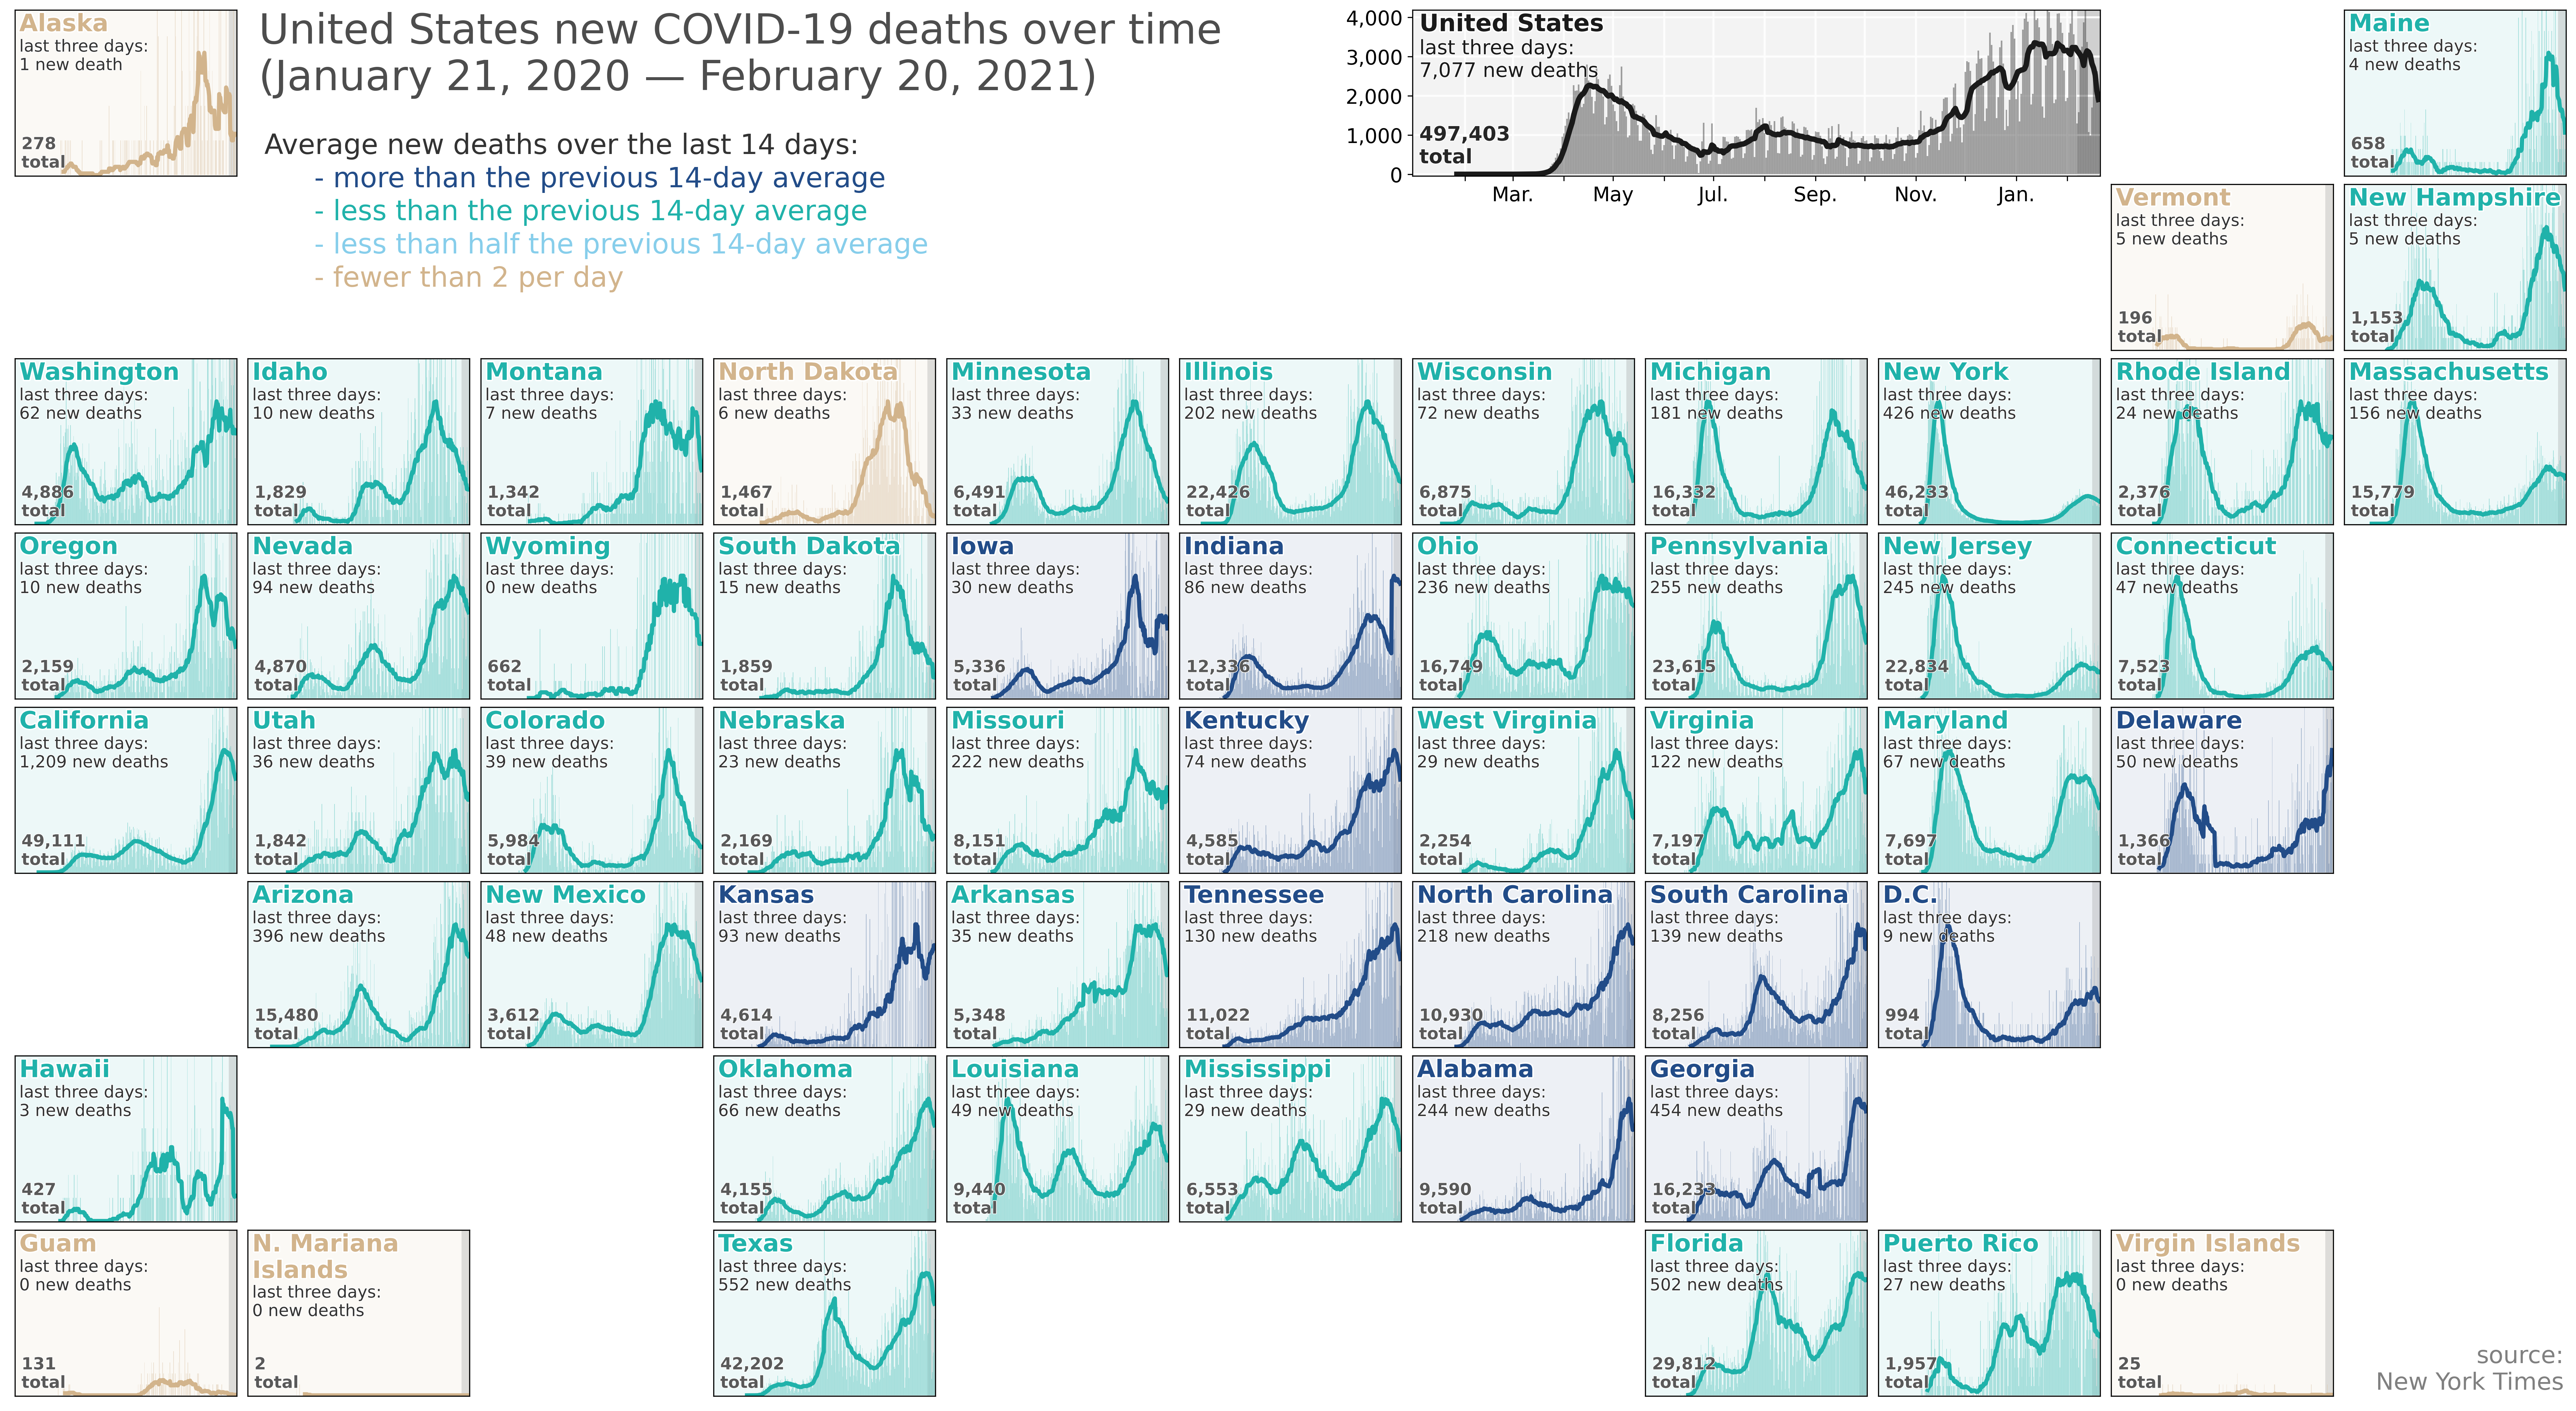 United States new COVID-19 deaths over time
(January 21, 2020 — February 20, 2021)
Average new deaths over the last 14 days:
- more than the previous 14-day average
- less than the previous 14-day average
- less than half the previous 14-day average
- fewer than 2 per day
Alaska
last three days:
1 new death
278
total
United States
last three days:
7,077 new deaths
497,403
total
4,000
3,000
2,000
1,000
0
Mar.
May
Jul.
Sep.
Nov.
Jan.
Maine
last three days:
4 new deaths
658
total
Vermont
last three days:
5 new deaths
196
total
New Hampshire
last three days:
5 new deaths
1,153
total
Washington
last three days:
62 new deaths
4,886
total
Idaho
last three days:
10 new deaths
1,829
total
Montana
last three days:
7 new deaths
1,342
total
North Dakota
last three days:
6 new deaths
1,467
total
Minnesota
last three days:
33 new deaths
6,491
total
Illinois
last three days:
202 new deaths
22,426
total
Wisconsin
last three days:
72 new deaths
6,875
total
Michigan
last three days:
181 new deaths
16,332
total
New York
last three days:
426 new deaths
46,233
total
Rhode Island
last three days:
24 new deaths
2,376
total
Massachusetts
last three days:
156 new deaths
15,779
total
Oregon
last three days:
10 new deaths
2,159
total
Nevada
last three days:
94 new deaths
4,870
total
Wyoming
last three days:
0 new deaths
662
total
South Dakota
last three days:
15 new deaths
1,859
total
Iowa
last three days:
30 new deaths
5,336
total
Indiana
last three days:
86 new deaths
12,336
total
Ohio
last three days:
236 new deaths
16,749
total
Pennsylvania
last three days:
255 new deaths
23,615
total
New Jersey
last three days:
245 new deaths
22,834
total
Connecticut
last three days:
47 new deaths
7,523
total
California
last three days:
1,209 new deaths
49,111
total
Utah
last three days:
36 new deaths
1,842
total
Colorado
last three days:
39 new deaths
5,984
total
Nebraska
last three days:
23 new deaths
2,169
total
Missouri
last three days:
222 new deaths
8,151
total
Kentucky
last three days:
74 new deaths
4,585
total
West Virginia
last three days:
29 new deaths
2,254
total
Virginia
last three days:
122 new deaths
7,197
total
Maryland
last three days:
67 new deaths
7,697
total
Delaware
last three days:
50 new deaths
1,366
total
Arizona
last three days:
396 new deaths
15,480
total
New Mexico
last three days:
48 new deaths
3,612
total
Kansas
last three days:
93 new deaths
4,614
total
Arkansas
last three days:
35 new deaths
5,348
total
Tennessee
last three days:
130 new deaths
11,022
total
North Carolina
last three days:
218 new deaths
10,930
total
South Carolina
last three days:
139 new deaths
8,256
total
D.C.
last three days:
9 new deaths
994
total
Hawaii
last three days:
3 new deaths
427
total
Oklahoma
last three days:
66 new deaths
4,155
total
Louisiana
last three days:
49 new deaths
9,440
total
Mississippi
last three days:
29 new deaths
6,553
total
Alabama
last three days:
244 new deaths
9,590
total
Georgia
last three days:
454 new deaths
16,233
total
Guam
last three days:
0 new deaths
131
total
N. Mariana
Islands
last three days:
0 new deaths
2
total
Texas
last three days:
552 new deaths
42,202
total
Florida
last three days:
502 new deaths
29,812
total
Puerto Rico
last three days:
27 new deaths
1,957
total
Virgin Islands
last three days:
0 new deaths
25
total
source:
New York Times